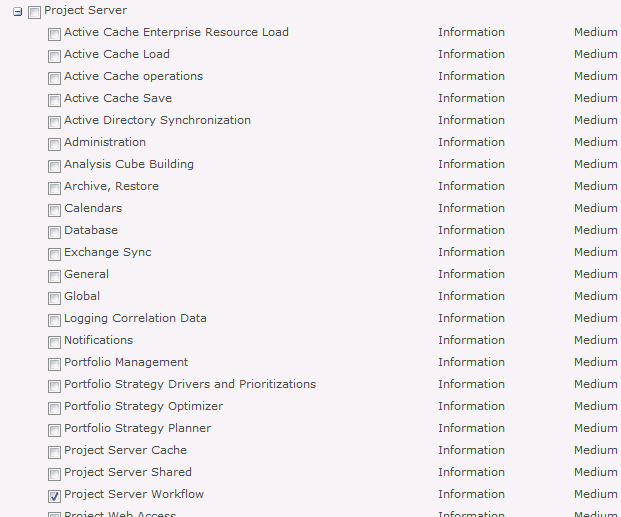 Project Server
Active Cache Enterprise Resource Load Information Medium
Active Cache Load Information Medium
Active Cache operations Information Medium
Active Cache Save Information Medium
Active Directory Synchronization Information Medium
Administration Information Medium
Analysis Cube Building Information Medium
Archive, Restore Information Medium
Calendars Information Medium
Database Information Medium
Exchange Sync Information Medium
General Information Medium
Global Information Medium
Logging Correlation Data Information Medium
Notifications Information Medium
Portfolio Management Information Medium
Portfolio Strategy Drivers and Prioritizations Information Medium
Portfolio Strategy Optimizer Information Medium
Portfolio Strategy Planner Information Medium
Project Server Cache Information Medium
Project Server Shared Information Medium
Project Server Workflow Information Medium
Project Web Access Information Medium